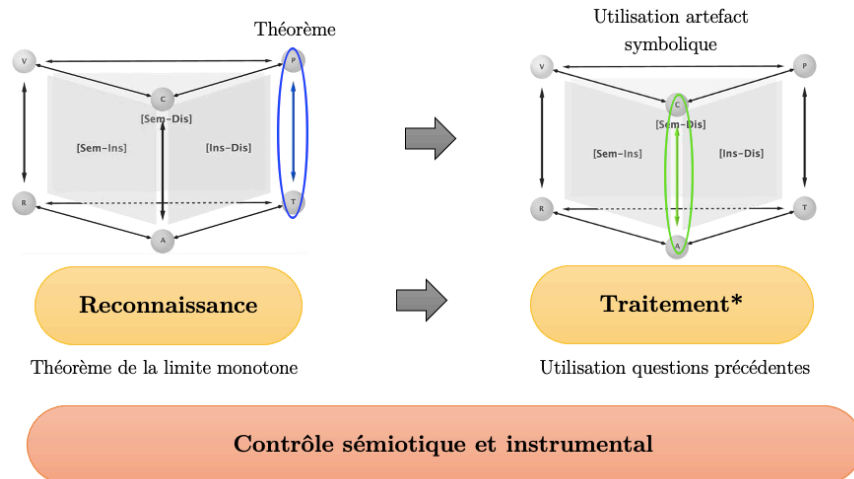 Théorème
V
P
C
[Sem-Dis]
[Sem-Ins]
[Ins-Dis]
R
T
A
Utilisation artefact
symbolique
V
P
C
[Sem-Dis]
[Sem-Ins]
[Ins-Dis]
R
T
A
Reconnaissance
Traitement*
Théorème de la limite monotone
Utilisation questions précédentes
Contrôle sémiotique et instrumental